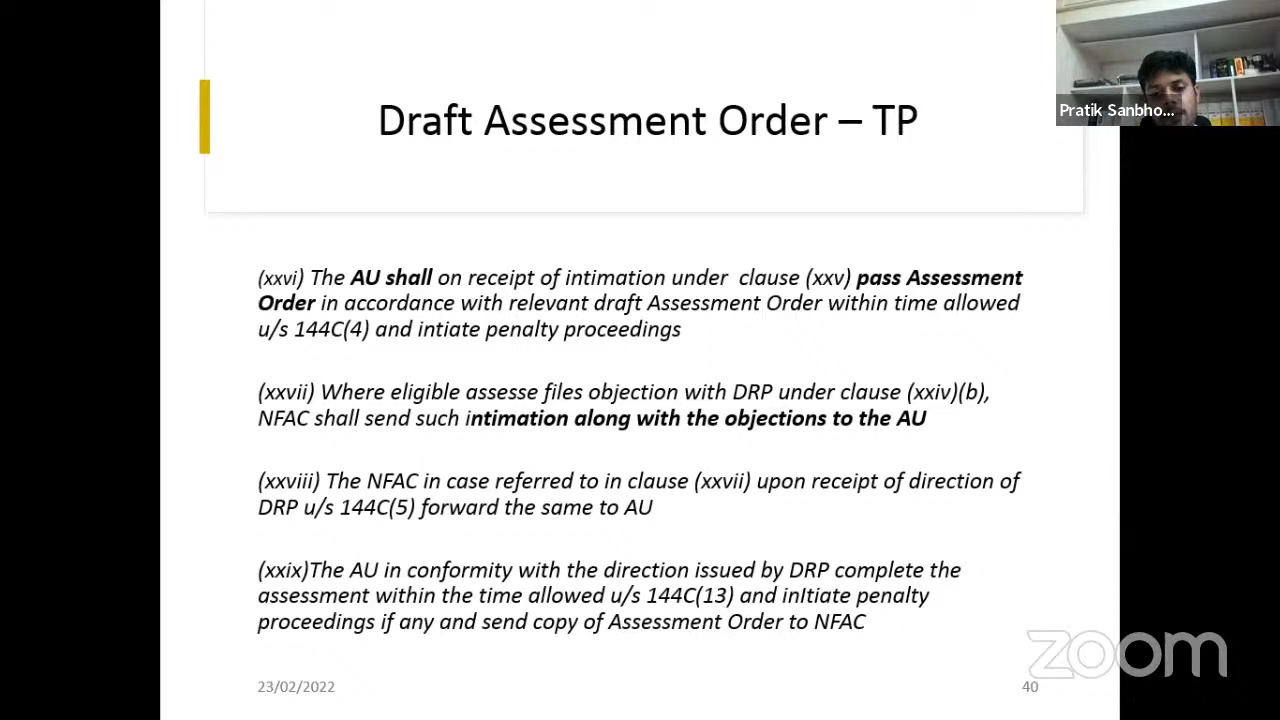 Draft Assessment Order – TP
Pratik Sanbho...
(xxvi) The AU shall on receipt of intimation under clause (xxv) pass Assessment
Order in accordance with relevant draft Assessment Order within time allowed
u/s 144C(4) and intiate penalty proceedings
(xxvii) Where eligible assesse files objection with DRP under clause (xxiv)(b),
NFAC shall send such intimation along with the objections to the AU
(xxviii) The NFAC in case referred to in clause (xxvii) upon receipt of direction of
DRP u/s 144C(5) forward the same to AU
(xxix)The AU in conformity with the direction issued by DRP complete the
assessment within the time allowed u/s 144C(13) and inItiate penalty
proceedings if any and send copy of Assessment Order to NFAC
23/02/2022
40
zoom